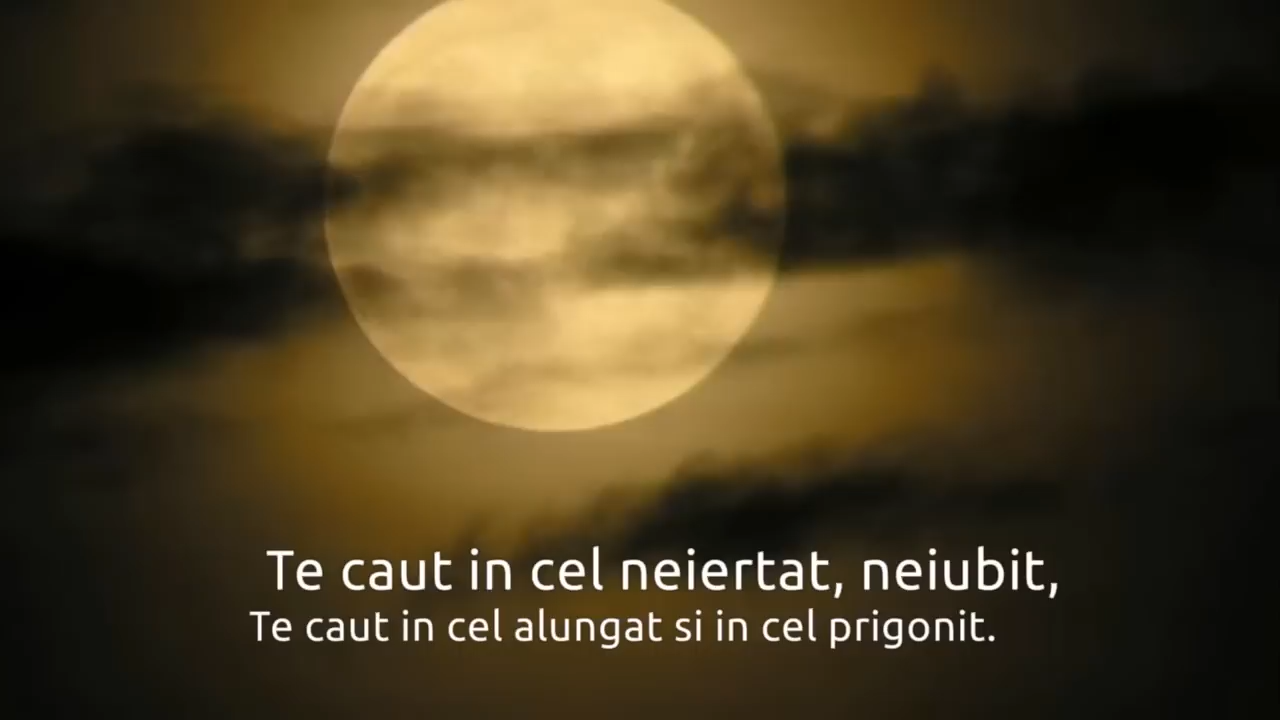 Te caut in cel neiertat, neiubit,
Te caut in cel alungat si in cel prigonit.